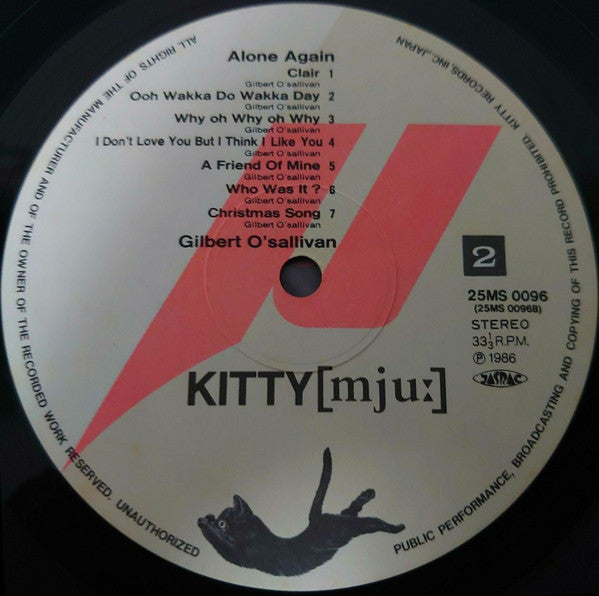 Alone Again
Clair 1
Gilbert O'sallivan
Ooh Wakka Do Wakka Day 2
Gilbert O'sallivan
Why oh Why oh Why 3
Gilbert O'sallivan
I Don't Love You But I Think I Like You 4
Gilbert O'sallivan
A Friend Of Mine 5
Gilbert O'sallivan
Who Was It? 6
Gilbert O'sallivan
Christmas Song 7
Gilbert O'sallivan
Gilbert O'sallivan
2
25MS 0096
(25MS 0096B)
STEREO
33⅓ R.P.M.
℗ 1986
JASRAC
KITTY[mju:]
ALL RIGHTS OF THE MANUFACTURER AND OF THE OWNER OF THE RECORDED WORK RESERVED. UNAUTHORIZED PUBLIC PERFORMANCE, BROADCASTING AND COPYING OF THIS RECORD PROHIBITED. KITTY RECORDS, INC., JAPAN